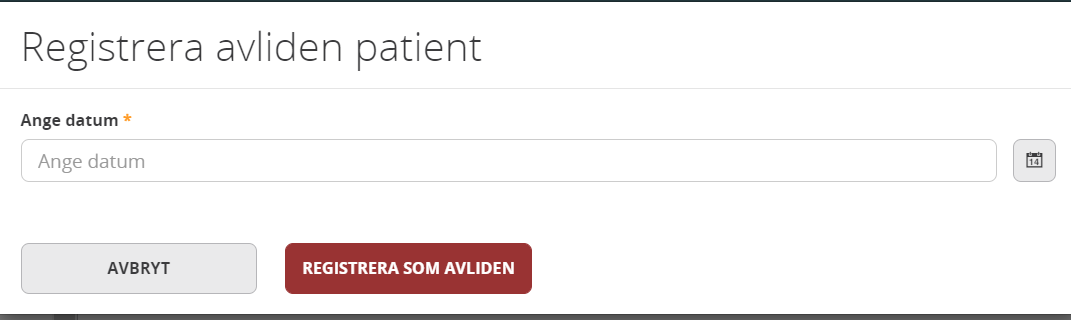 Registrera avliden patient
Ange datum *
Ange datum
14
AVBRYT
REGISTRERA SOM AVLIDEN